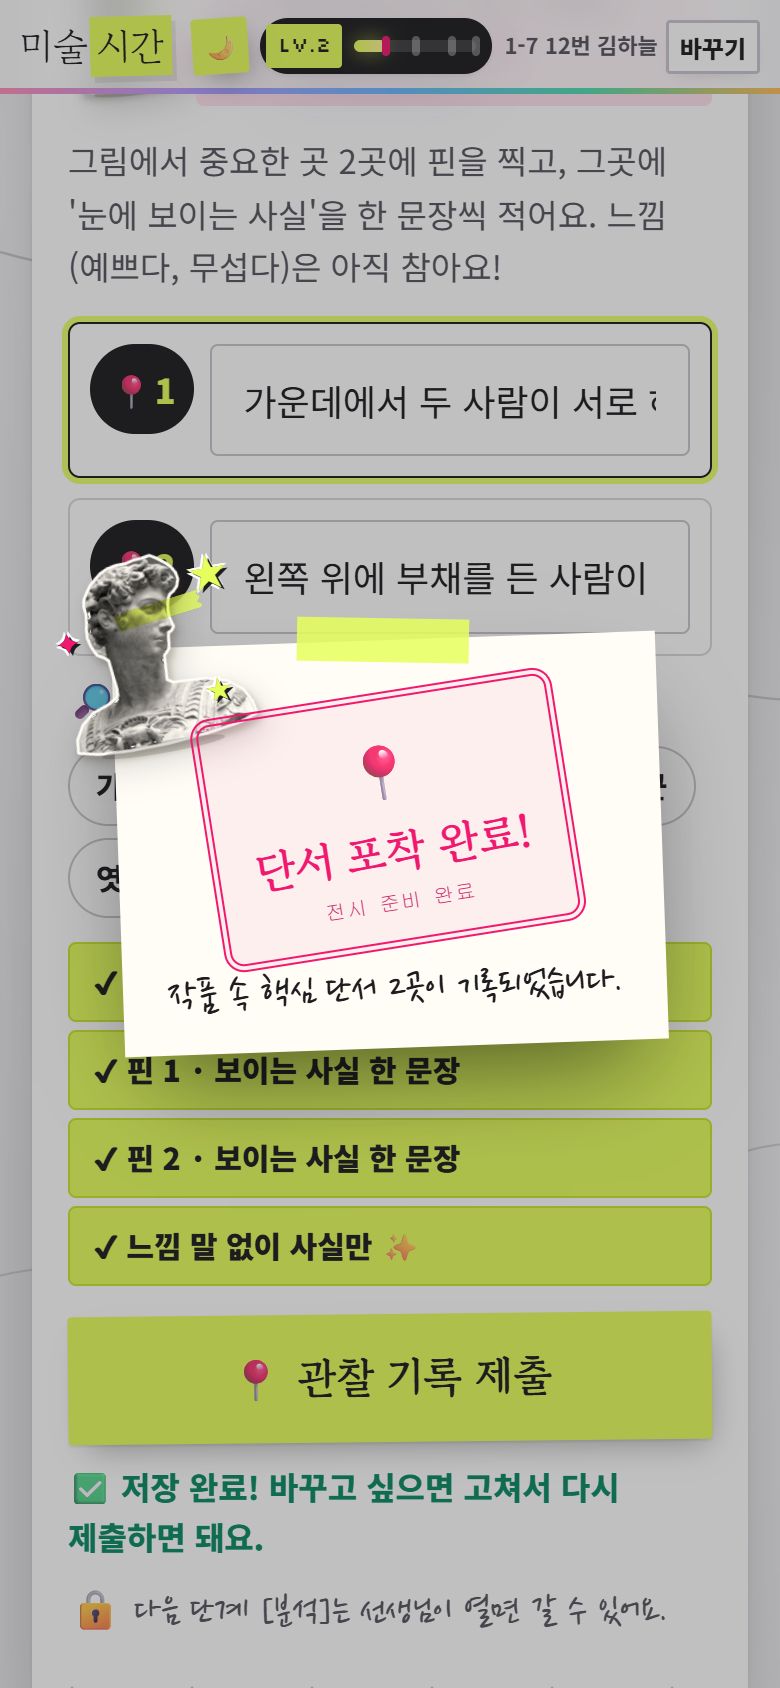 미술 시간
LV.2
1-7 12번 김하늘
바꾸기
그림에서 중요한 곳 2곳에 핀을 찍고, 그곳에
'눈에 보이는 사실'을 한 문장씩 적어요. 느낌
(예쁘다, 무섭다)은 아직 참아요!
1
가운데에서 두 사람이 서로
왼쪽 위에 부채를 든 사람이
단서 포착 완료!
전시 준비 완료
작품 속 핵심 단서 2곳이 기록되었습니다.
✔ 핀 1 · 보이는 사실 한 문장
✔ 핀 2 · 보이는 사실 한 문장
✔ 느낌 말 없이 사실만 ✨
📍 관찰 기록 제출
✅ 저장 완료! 바꾸고 싶으면 고쳐서 다시
제출하면 돼요.
🔒 다음 단계 [분석]는 선생님이 열면 갈 수 있어요.